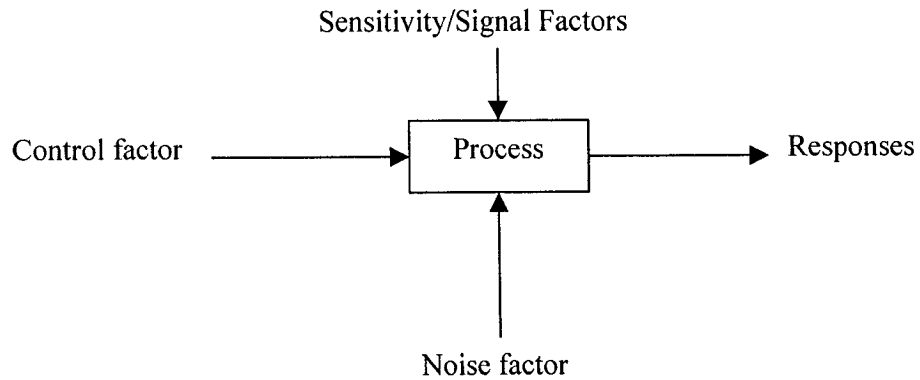 Sensitivity/Signal Factors
Control factor
Process
Responses
Noise factor